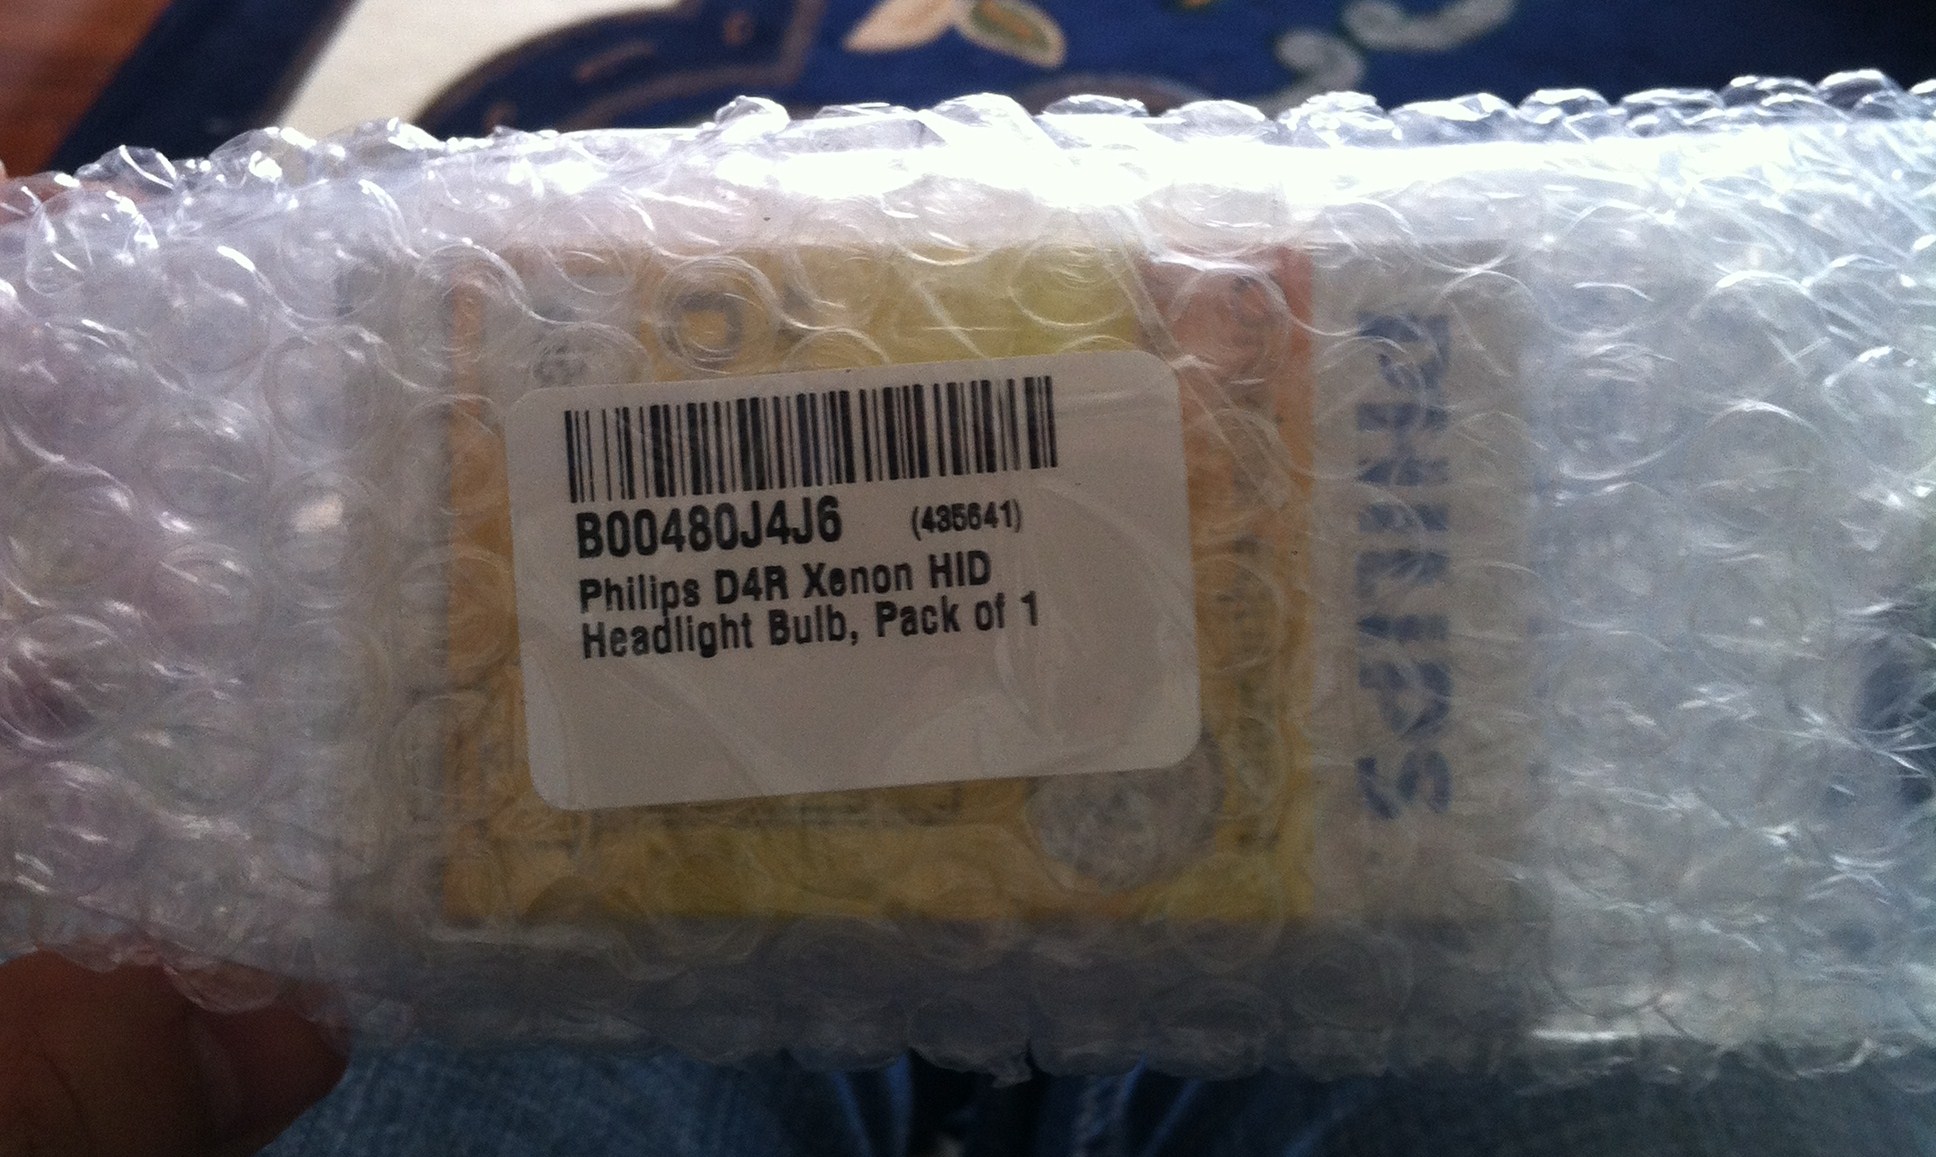 B00480J4J6 (435641)
Philips D4R Xenon HID
Headlight Bulb, Pack of 1
PHILIPS